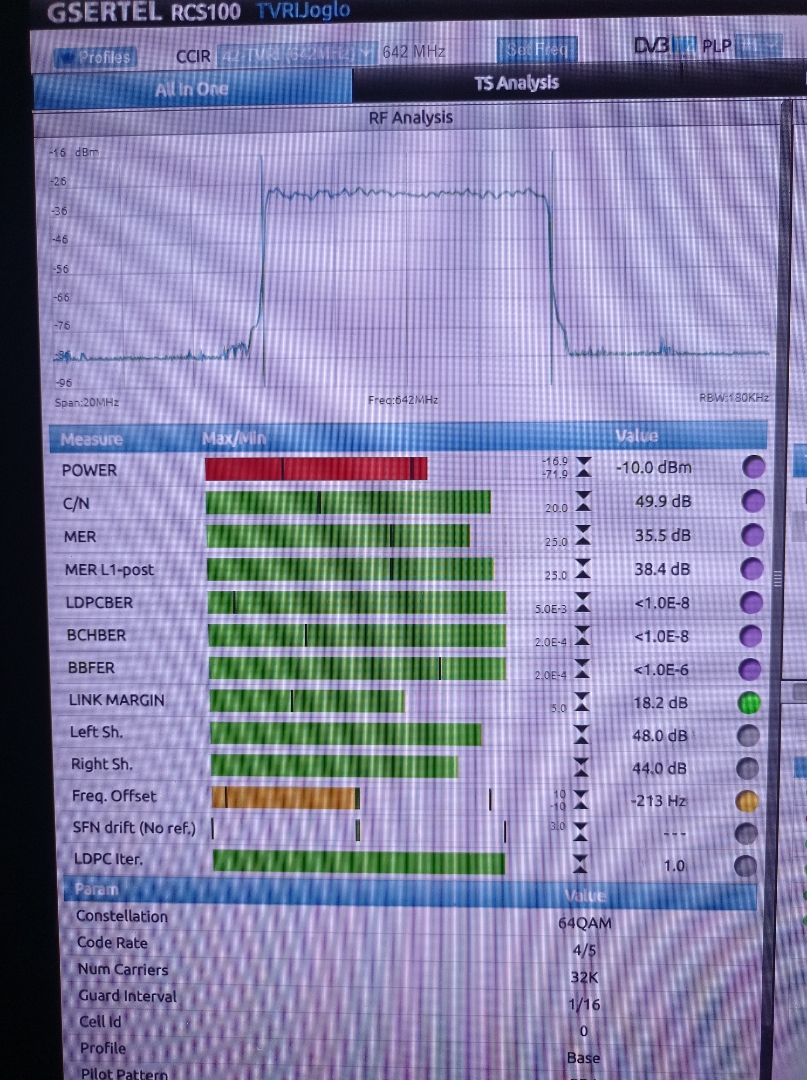 GSERTEL RCS100 TVRIJoglo
Profiles CCIR 42-TVRI (642MHz) 642 MHz Set Freq PLP #1
All in One TS Analysis
RF Analysis
-16 dBm
-26
-36
-46
-56
-66
-76
-86
-96
Span:20MHz Freq:642MHz RBW:180KHz
Measure Max/Min Value
POWER -16.9 -71.9 -10.0 dBm
C/N 20.0 49.9 dB
MER 25.0 35.5 dB
MER L1-post 25.0 38.4 dB
LDPCBER 5.0E-3 <1.0E-8
BCHBER 2.0E-4 <1.0E-8
BBFER 2.0E-4 <1.0E-6
LINK MARGIN 5.0 18.2 dB
Left Sh. 48.0 dB
Right Sh. 44.0 dB
Freq. Offset 10 -10 -213 Hz
SFN drift (No ref.) 3.0 ---
LDPC Iter. 1.0
Param Value
Constellation 64QAM
Code Rate 4/5
Num Carriers 32K
Guard Interval 1/16
Cell Id 0
Profile Base
Pilot Pattern